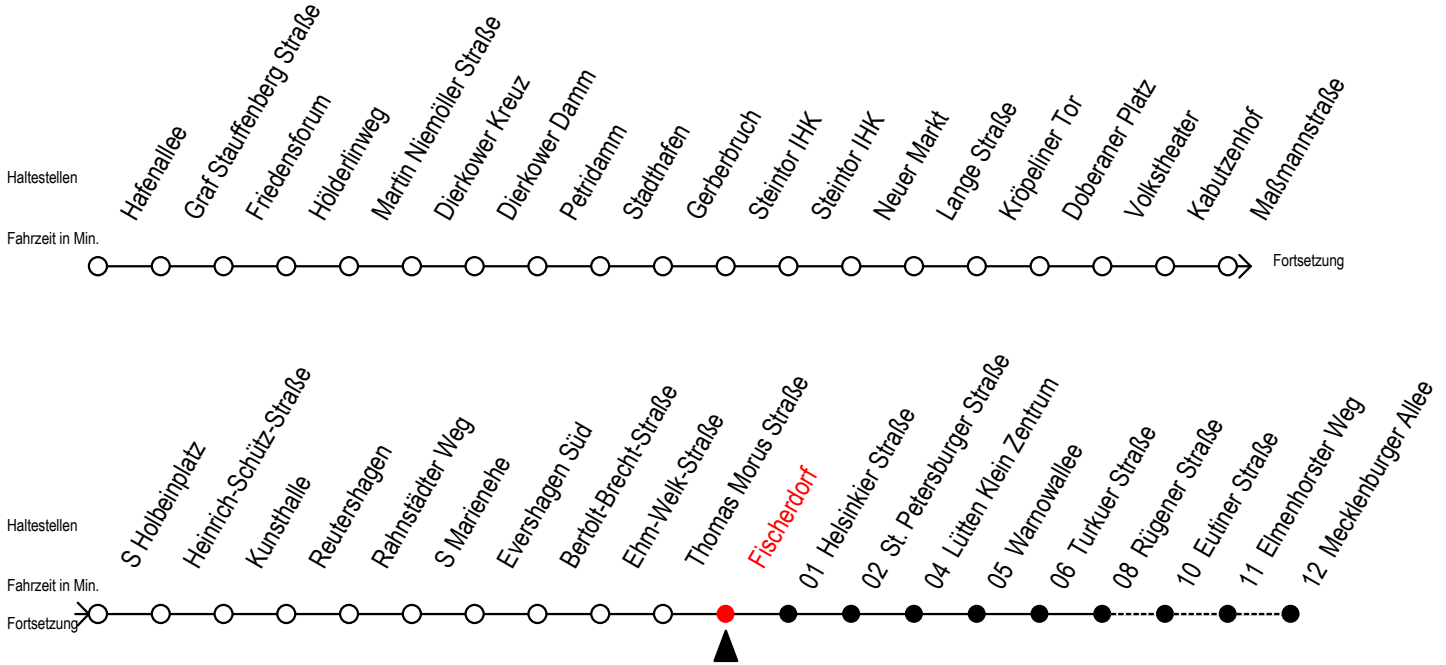 Haltestellen
Hafenallee
Graf Stauffenberg Straße
Friedensforum
Hölderlinweg
Martin Niemöller Straße
Dierkower Kreuz
Dierkower Damm
Petridamm
Stadthafen
Gerberbruch
Steintor IHK
Steintor IHK
Neuer Markt
Lange Straße
Kröpeliner Tor
Doberaner Platz
Volkstheater
Kabutzenhof
Maßmannstraße
Fahrzeit in Min.
Fortsetzung
Haltestellen
S Holbeinplatz
Heinrich-Schütz-Straße
Kunsthalle
Reutershagen
Rahnstädter Weg
S Marienehe
Evershagen Süd
Bertolt-Brecht-Straße
Ehm-Welk-Straße
Thomas Morus Straße
Fischerdorf
01 Helsinkier Straße
02 St. Petersburger Straße
04 Lütten Klein Zentrum
05 Warnowallee
06 Turkuer Straße
08 Rügener Straße
10 Eutiner Straße
11 Elmenhorster Weg
12 Mecklenburger Allee
Fahrzeit in Min.
Fortsetzung